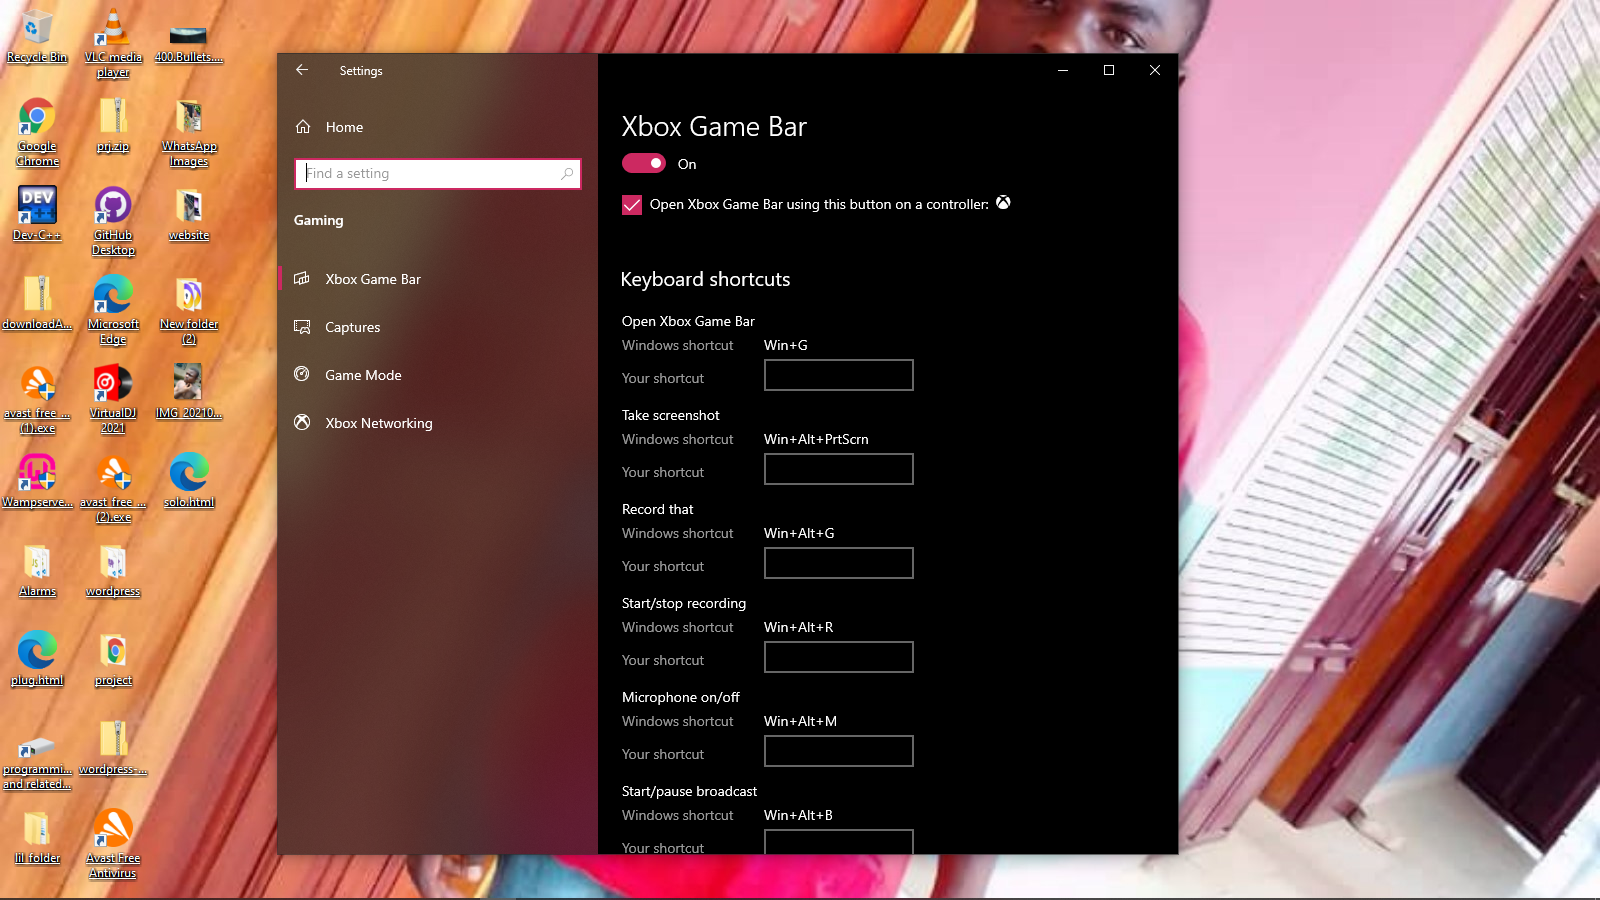 Recycle Bin
VLC media
player
400.Bullets....
Google
Chrome
prj.zip
WhatsApp
Images
DEV
C++
Dev-C++
GitHub
Desktop
website
downloadA...
Microsoft
Edge
New folder
(2)
avast_free_...
(1).exe
VirtualDJ
2021
IMG_20210...
Wampserve...
avast_free_...
(2).exe
solo.html
Alarms
wordpress
plug.html
project
programmi...
and related...
wordpress-...
lil folder
Avast Free
Antivirus
Settings
Home
Find a setting
Gaming
Xbox Game Bar
Captures
Game Mode
Xbox Networking
Xbox Game Bar
On
Open Xbox Game Bar using this button on a controller:
Keyboard shortcuts
Open Xbox Game Bar
Windows shortcut Win+G
Your shortcut
Take screenshot
Windows shortcut Win+Alt+PrtScrn
Your shortcut
Record that
Windows shortcut Win+Alt+G
Your shortcut
Start/stop recording
Windows shortcut Win+Alt+R
Your shortcut
Microphone on/off
Windows shortcut Win+Alt+M
Your shortcut
Start/pause broadcast
Windows shortcut Win+Alt+B
Your shortcut